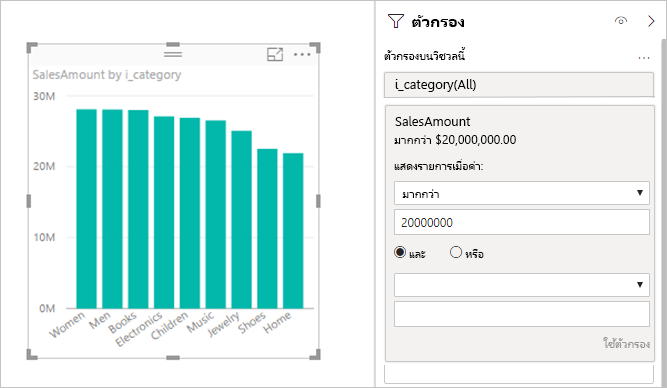 SalesAmount by i_category
30M
20M
10M
0M
Women
Men
Books
Electronics
Children
Music
Jewelry
Shoes
Home
ตัวกรอง
ตัวกรองบนวิชวลนี้
i_category(All)
SalesAmount
มากกว่า $20,000,000.00
แสดงรายการเมื่อค่า:
มากกว่า
20000000
และ หรือ
ใช้ตัวกรอง